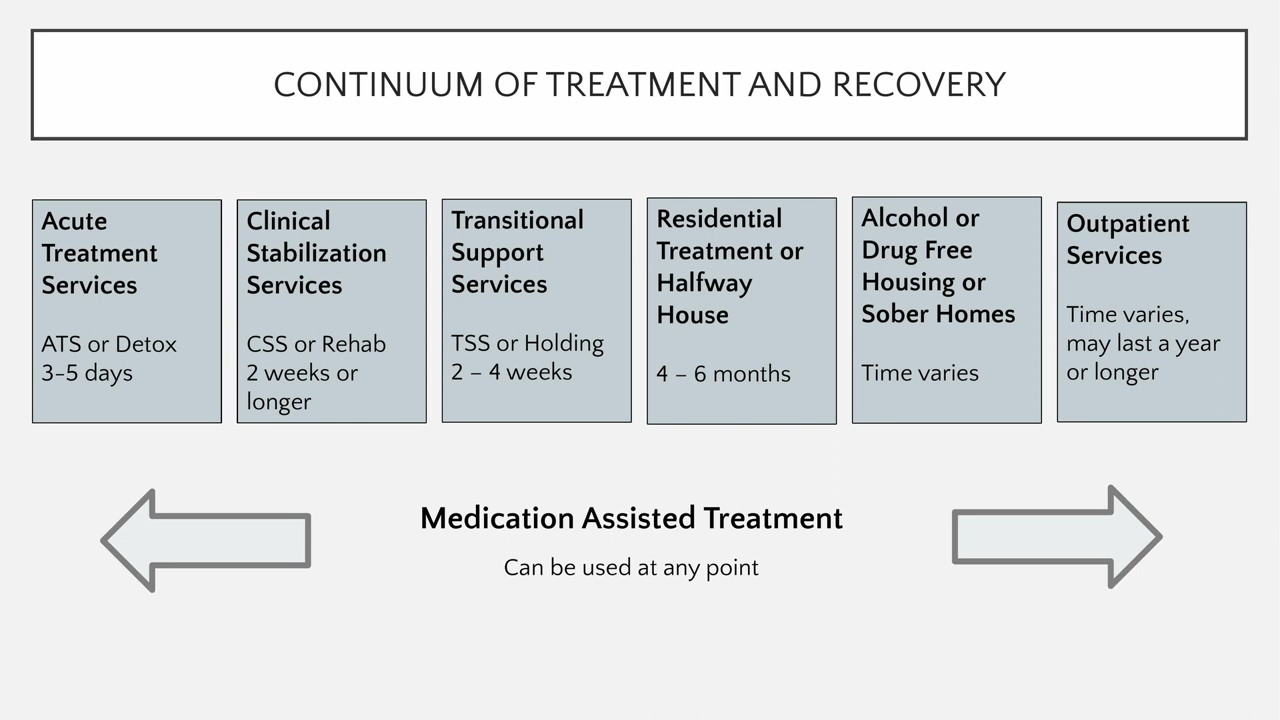 CONTINUUM OF TREATMENT AND RECOVERY
Acute
Treatment
Services
ATS or Detox
3-5 days
Clinical
Stabilization
Services
CSS or Rehab
2 weeks or
longer
Transitional
Support
Services
TSS or Holding
2 – 4 weeks
Residential
Treatment or
Halfway
House
4 – 6 months
Alcohol or
Drug Free
Housing or
Sober Homes
Time varies
Outpatient
Services
Time varies,
may last a year
or longer
Medication Assisted Treatment
Can be used at any point